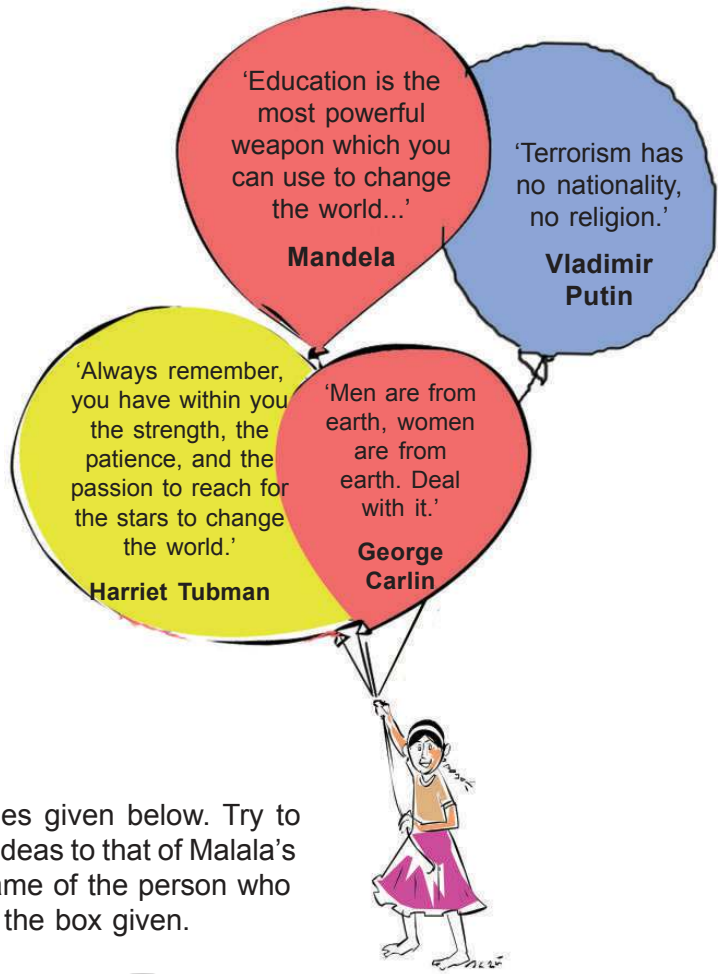 ‘Education is the
most powerful
weapon which you
can use to change
the world...’
Mandela
‘Terrorism has
no nationality,
no religion.’
Vladimir
Putin
‘Always remember,
you have within you
the strength, the
patience, and the
passion to reach for
the stars to change
the world.’
Harriet Tubman
‘Men are from
earth, women
are from
earth. Deal
with it.’
George
Carlin
es given below. Try to
deas to that of Malala’s
ame of the person who
the box given.